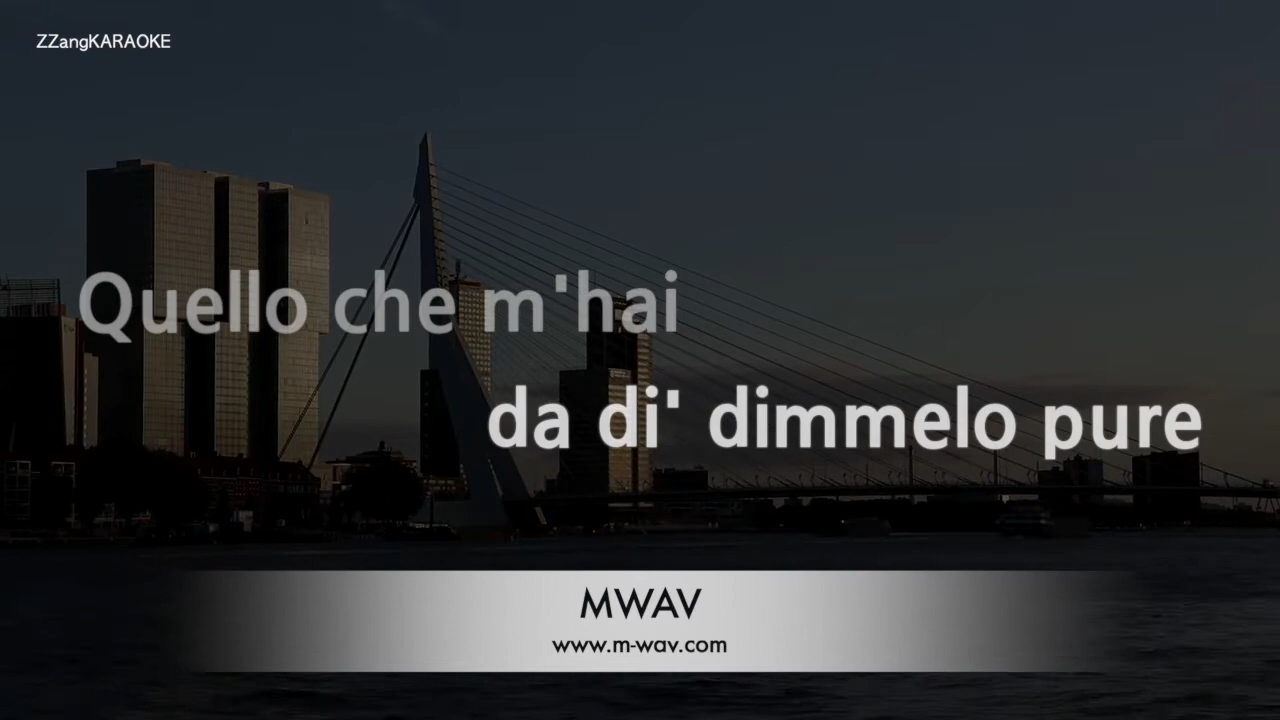 ZZangKARAOKE
Quello che m'hai
da di' dimmelo pure
MWAV
www.m-wav.com